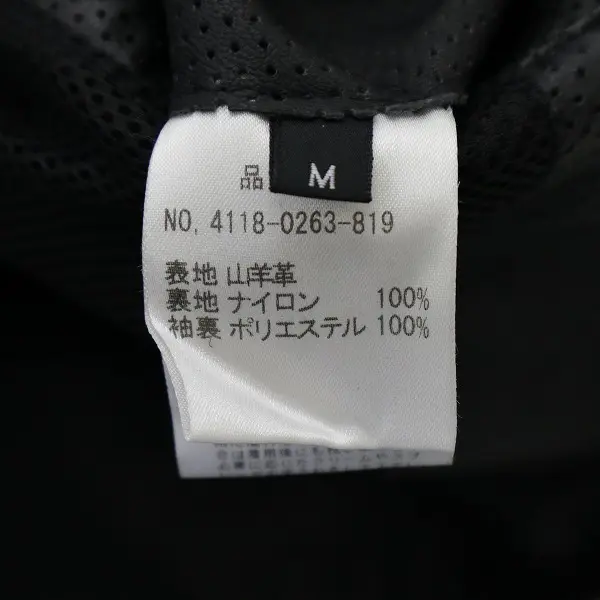 品 M
NO. 4118-0263-819
表地 山羊革
裏地 ナイロン 100%
袖裏 ポリエステル 100%